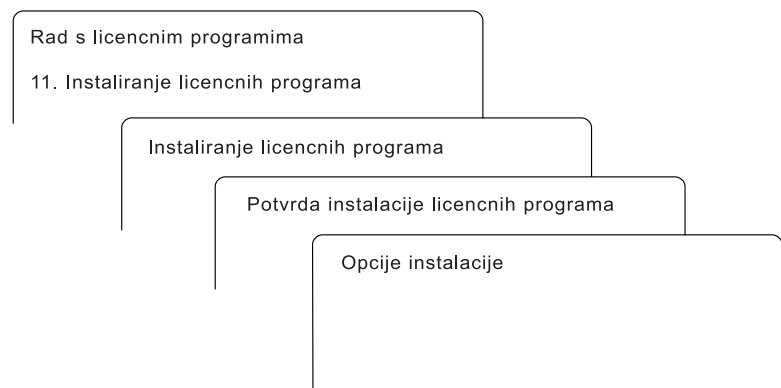 Rad s licencnim programima
11. Instaliranje licencnih programa
Instaliranje licencnih programa
Potvrda instalacije licencnih programa
Opcije instalacije